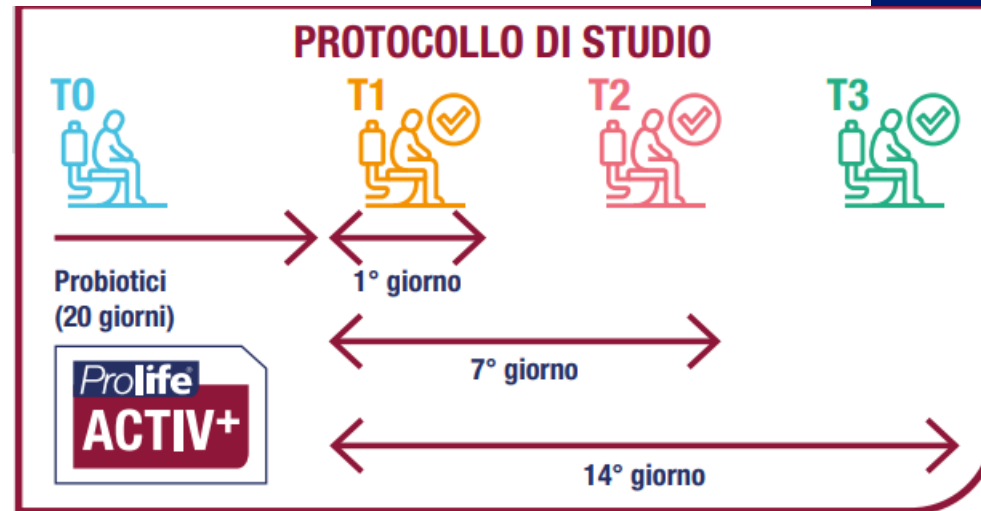 PROTOCOLLO DI STUDIO
T0
T1
T2
T3
Probiotici
(20 giorni)
1° giorno
7° giorno
14° giorno
Prolife®
ACTIV+